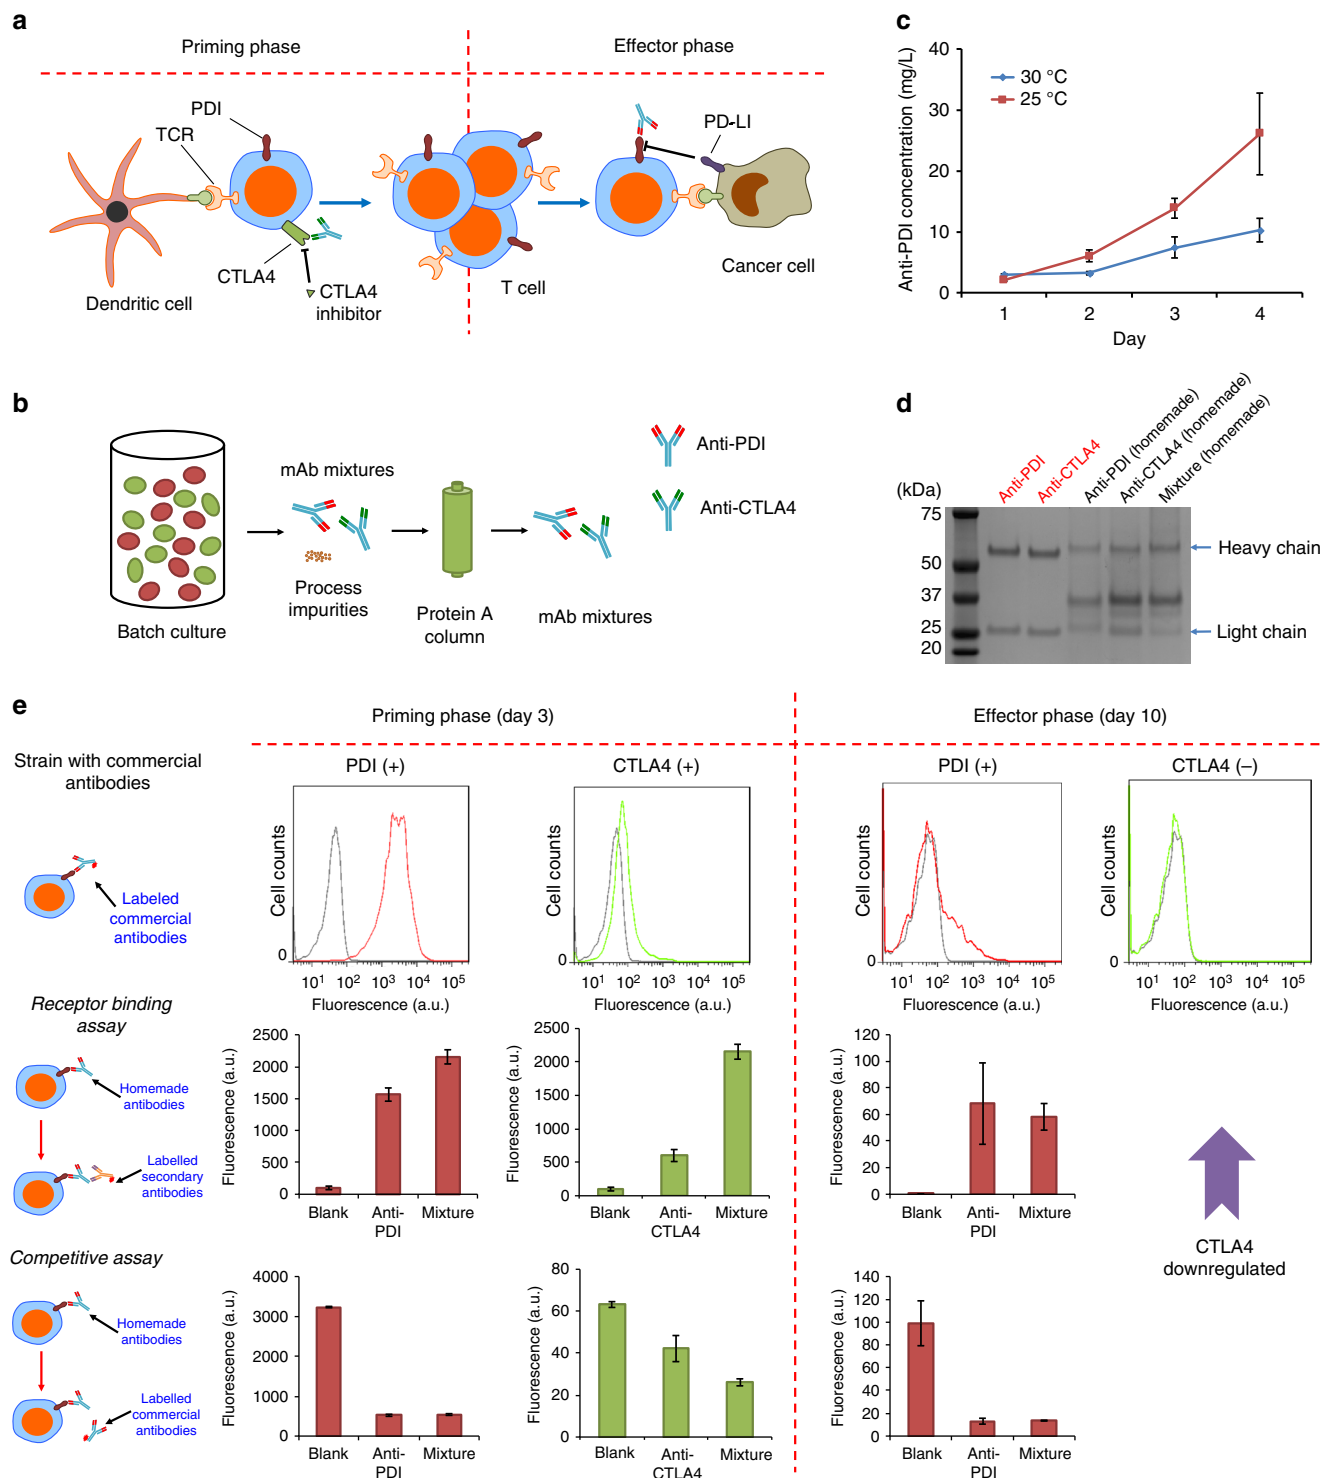 a
Priming phase
Effector phase
PDI
TCR
CTLA4
CTLA4
inhibitor
Dendritic cell
T cell
PD-LI
Cancer cell
c
Anti-PDI concentration (mg/L)
40
30
20
10
0
30 °C
25 °C
1 2 3 4
Day
b
Batch culture
mAb mixtures
Process
impurities
Protein A
column
mAb mixtures
Anti-PDI
Anti-CTLA4
d
(kDa)
Anti-PDI
Anti-CTLA4
Anti-PDI (homemade)
Anti-CTLA4 (homemade)
Mixture (homemade)
75
50
37
25
20
Heavy chain
Light chain
e
Priming phase (day 3)
Effector phase (day 10)
Strain with commercial
antibodies
Labeled
commercial
antibodies
PDI (+)
Cell counts
0
10¹ 10² 10³ 10⁴ 10⁵
Fluorescence (a.u.)
CTLA4 (+)
Cell counts
0
10¹ 10² 10³ 10⁴ 10⁵
Fluorescence (a.u.)
PDI (+)
Cell counts
0
10¹ 10² 10³ 10⁴ 10⁵
Fluorescence (a.u.)
CTLA4 (–)
Cell counts
0
10¹ 10² 10³ 10⁴ 10⁵
Fluorescence (a.u.)
Receptor binding
assay
Homemade
antibodies
Labelled
secondary
antibodies
Fluorescence (a.u.)
2500
2000
1500
1000
500
0
Blank
Anti-
PDI
Mixture
Fluorescence (a.u.)
2500
2000
1500
1000
500
0
Blank
Anti-
CTLA4
Mixture
Fluorescence (a.u.)
120
100
80
60
40
20
0
Blank
Anti-
PDI
Mixture
CTLA4
downregulated
Competitive assay
Homemade
antibodies
Labelled
commercial
antibodies
Fluorescence (a.u.)
4000
3000
2000
1000
0
Blank
Anti-
PDI
Mixture
Fluorescence (a.u.)
80
60
40
20
0
Blank
Anti-
CTLA4
Mixture
Fluorescence (a.u.)
140
120
100
80
60
40
20
0
Blank
Anti-
PDI
Mixture